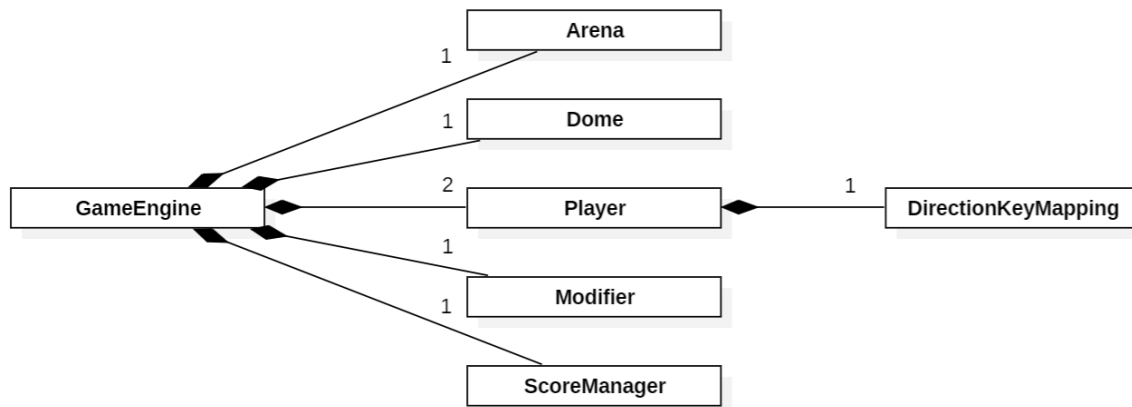 Arena
1
Dome
1
GameEngine
2
Player
1
DirectionKeyMapping
1
Modifier
1
ScoreManager